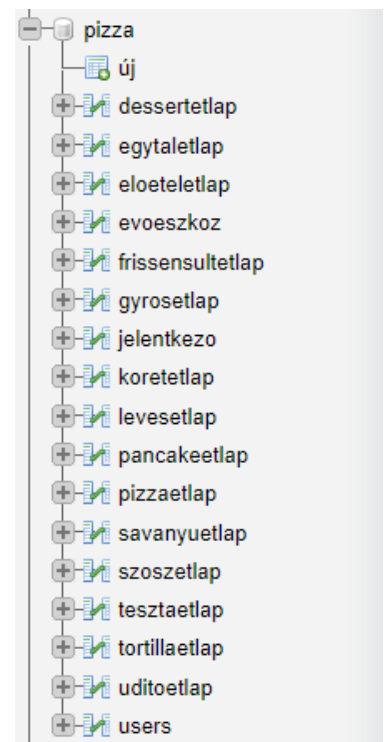 pizza
új
dessertetlap
egytaletlap
eloeteletlap
evoeszkoz
frissensultetlap
gyrosetlap
jelentkezo
koretetlap
levesetlap
pancakeetlap
pizzaetlap
savanyuetlap
szoszetlap
tesztaetlap
tortillaetlap
uditoetlap
users